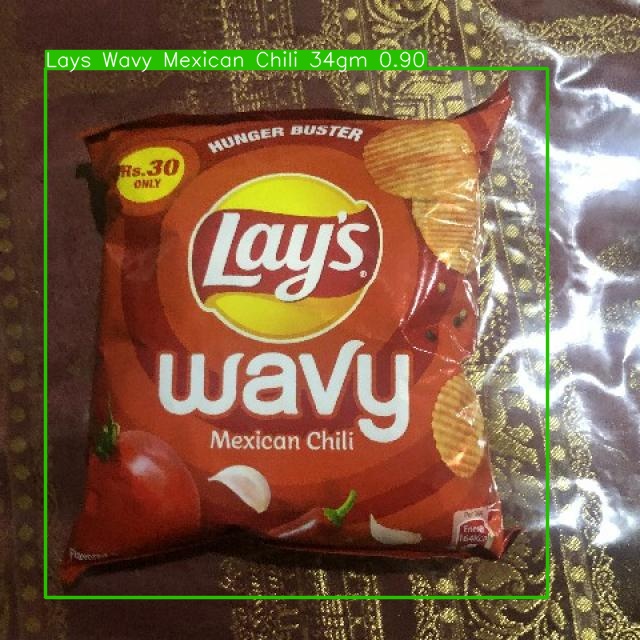 Lays Wavy Mexican Chili 34gm 0.90
HUNGER BUSTER
Rs.30
ONLY
Lay's
wavy
Mexican Chili